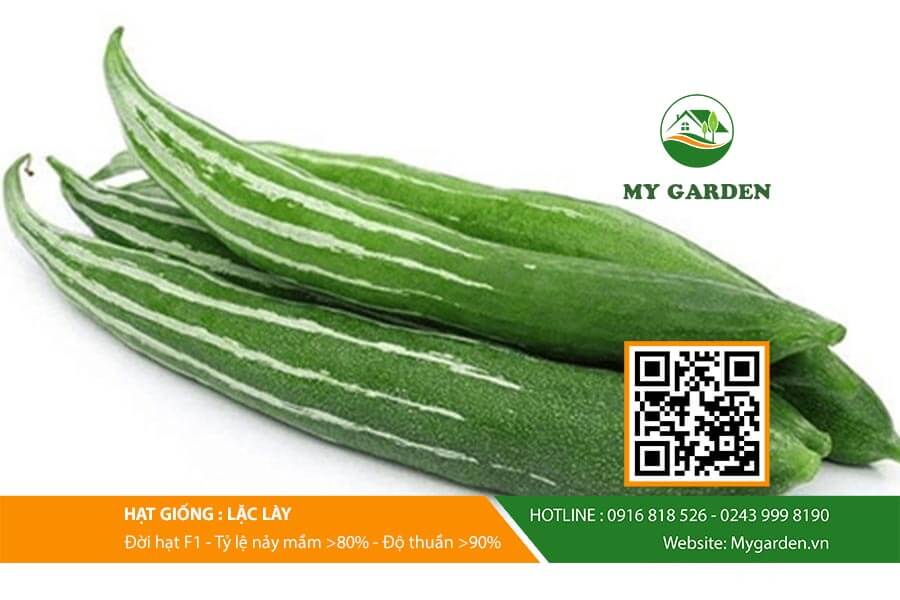 MY GARDEN
HẠT GIỐNG : LẶC LÀY
Đời hạt F1 - Tỷ lệ nảy mầm >80% - Độ thuần >90%
HOTLINE : 0916 818 526 - 0243 999 8190
Website: Mygarden.vn